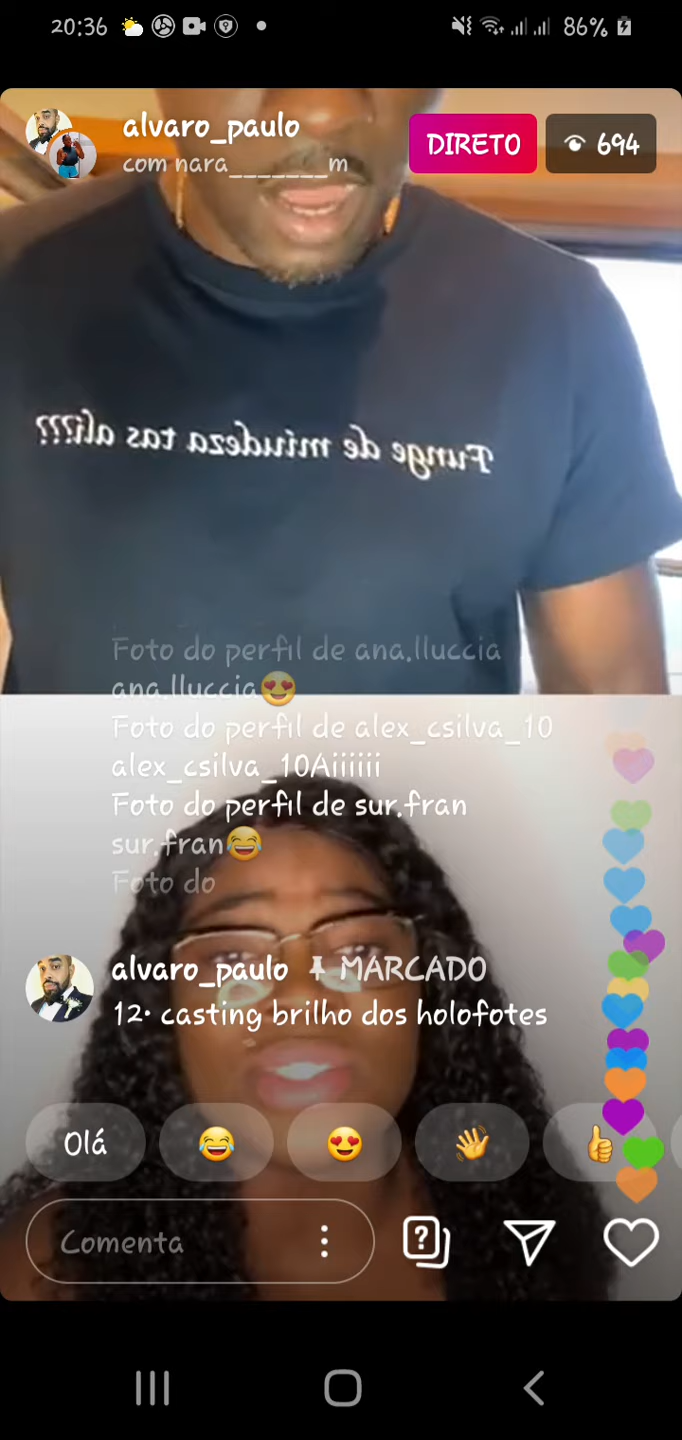 20:36
86%
alvaro_paulo
com nara_______m
DIRETO
694
Funge de miudeza tas ali???
Foto do perfil de ana.lluccia
ana.lluccia😍
Foto do perfil de alex_csilva_10
alex_csilva_10Aiiiiii
Foto do perfil de sur.fran
sur.fran😂
Foto do
alvaro_paulo 📌 MARCADO
12• casting brilho dos holofotes
Olá 😂 😍 👋 👍
Comenta